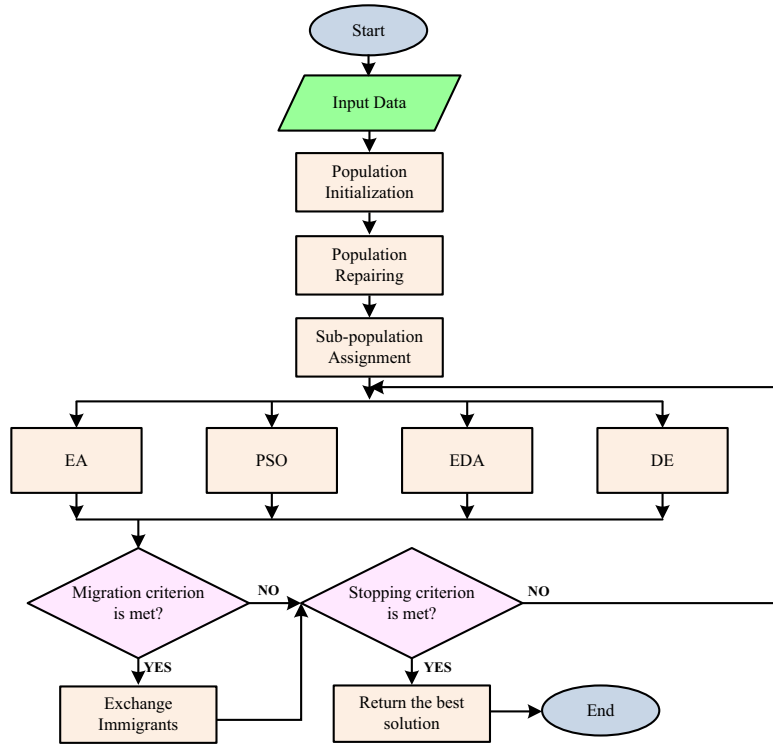 Start
Input Data
Population
Initialization
Population
Repairing
Sub-population
Assignment
EA
PSO
EDA
DE
Migration criterion
is met?
NO
Stopping criterion
is met?
NO
YES
YES
Exchange
Immigrants
Return the best
solution
End